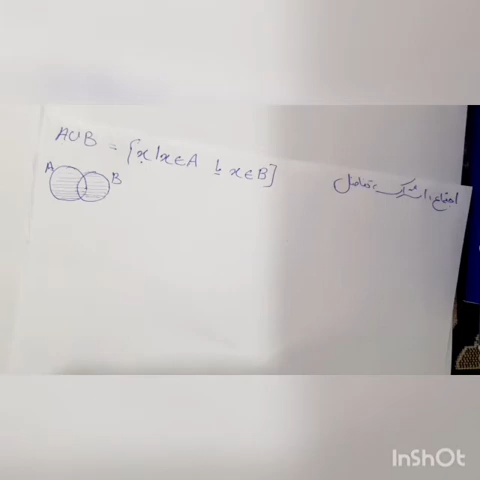 اجتماع، اشتراک، تفاضل
A∪B = {x | x∈A یا x∈B}
A B
InShOt